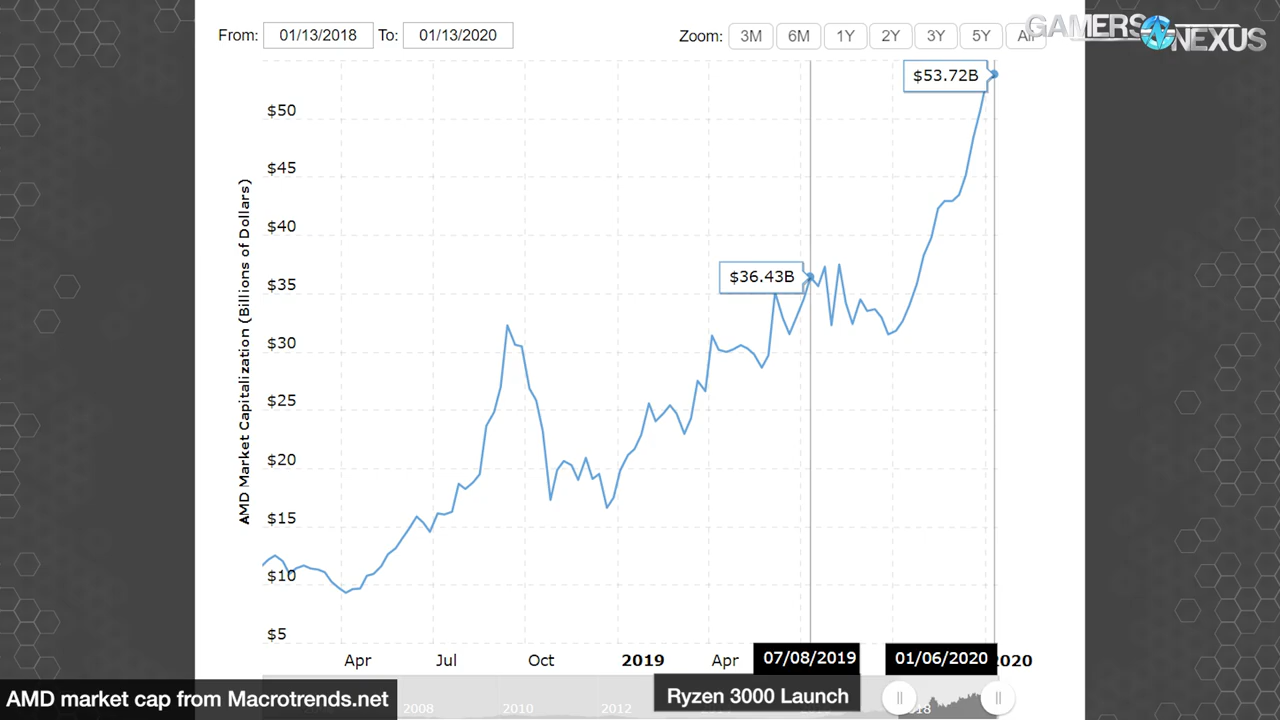 GAMERS NEXUS
From: 01/13/2018 To: 01/13/2020
Zoom: 3M 6M 1Y 2Y 3Y 5Y All
$53.72B
$50
$45
$40
$36.43B
$35
$30
$25
$20
$15
$10
$5
AMD Market Capitalization (Billions of Dollars)
Apr Jul Oct 2019 Apr 07/08/2019 01/06/2020 2020
AMD market cap from Macrotrends.net
Ryzen 3000 Launch
2008 2010 2012